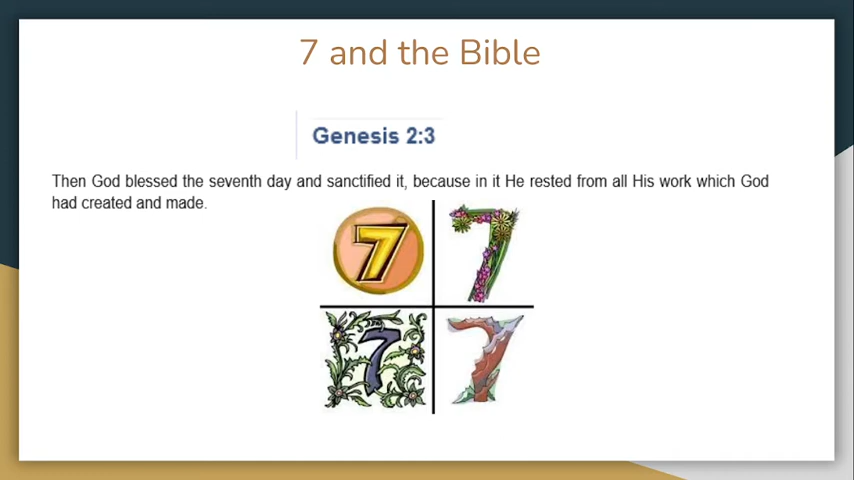 7 and the Bible
Genesis 2:3
Then God blessed the seventh day and sanctified it, because in it He rested from all His work which God
had created and made.
7 7
7 7